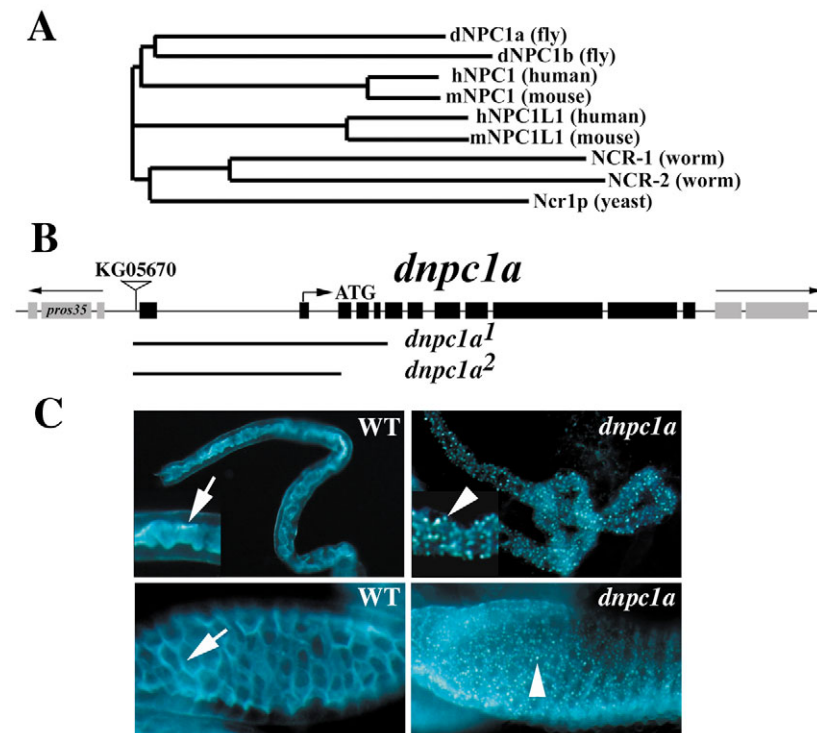 A
dNPC1a (fly)
dNPC1b (fly)
hNPC1 (human)
mNPC1 (mouse)
hNPC1L1 (human)
mNPC1L1 (mouse)
NCR-1 (worm)
NCR-2 (worm)
Ncr1p (yeast)
B
KG05670
dnpc1a
ATG
pros35
dnpc1a1
dnpc1a2
C
WT
dnpc1a
WT
dnpc1a